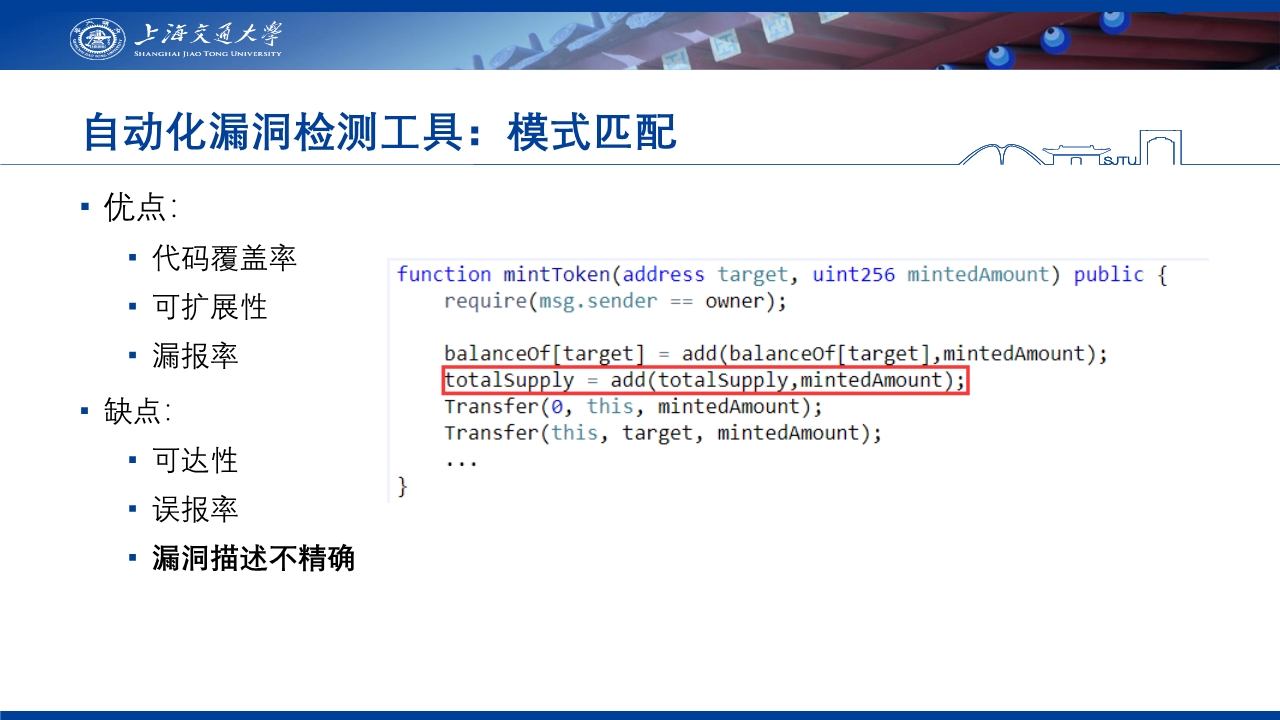 上海交通大学
SHANGHAI JIAO TONG UNIVERSITY
自动化漏洞检测工具：模式匹配
SJTU
▪ 优点：
▪ 代码覆盖率
▪ 可扩展性
▪ 漏报率
▪ 缺点：
▪ 可达性
▪ 误报率
▪ 漏洞描述不精确
function mintToken(address target, uint256 mintedAmount) public {
    require(msg.sender == owner);
    balanceOf[target] = add(balanceOf[target],mintedAmount);
    totalSupply = add(totalSupply,mintedAmount);
    Transfer(0, this, mintedAmount);
    Transfer(this, target, mintedAmount);
    ...
}